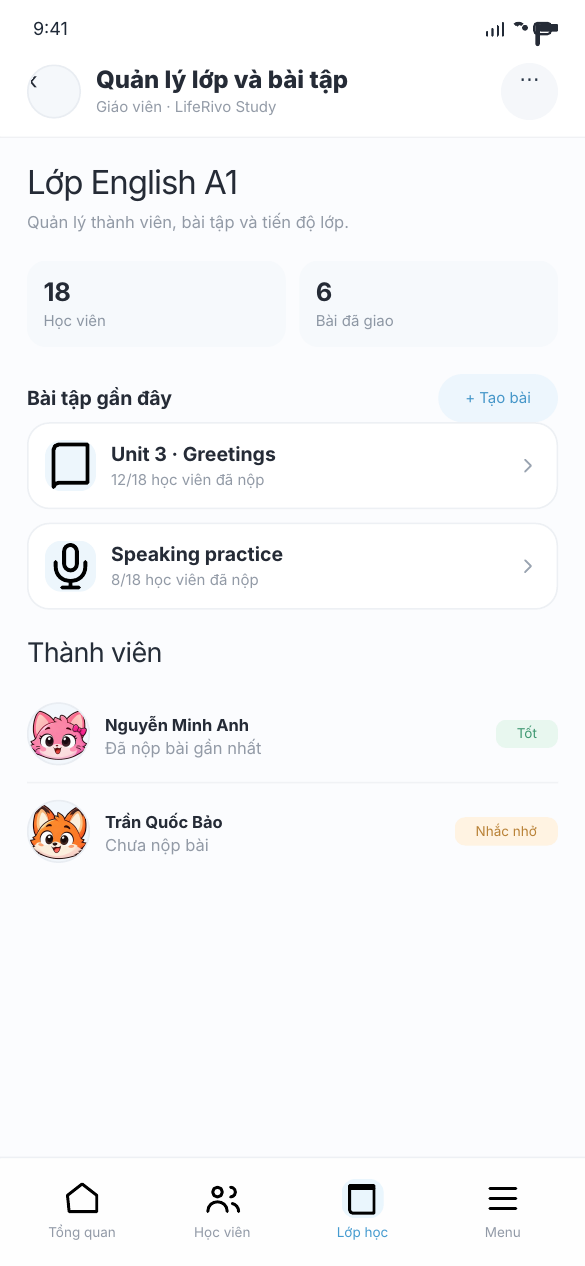 9:41
Quản lý lớp và bài tập
Giáo viên · LifeRivo Study
Lớp English A1
Quản lý thành viên, bài tập và tiến độ lớp.
18
Học viên
6
Bài đã giao
Bài tập gần đây
+ Tạo bài
Unit 3 · Greetings
12/18 học viên đã nộp
Speaking practice
8/18 học viên đã nộp
Thành viên
Nguyễn Minh Anh
Đã nộp bài gần nhất
Tốt
Trần Quốc Bảo
Chưa nộp bài
Nhắc nhở
Tổng quan
Học viên
Lớp học
Menu